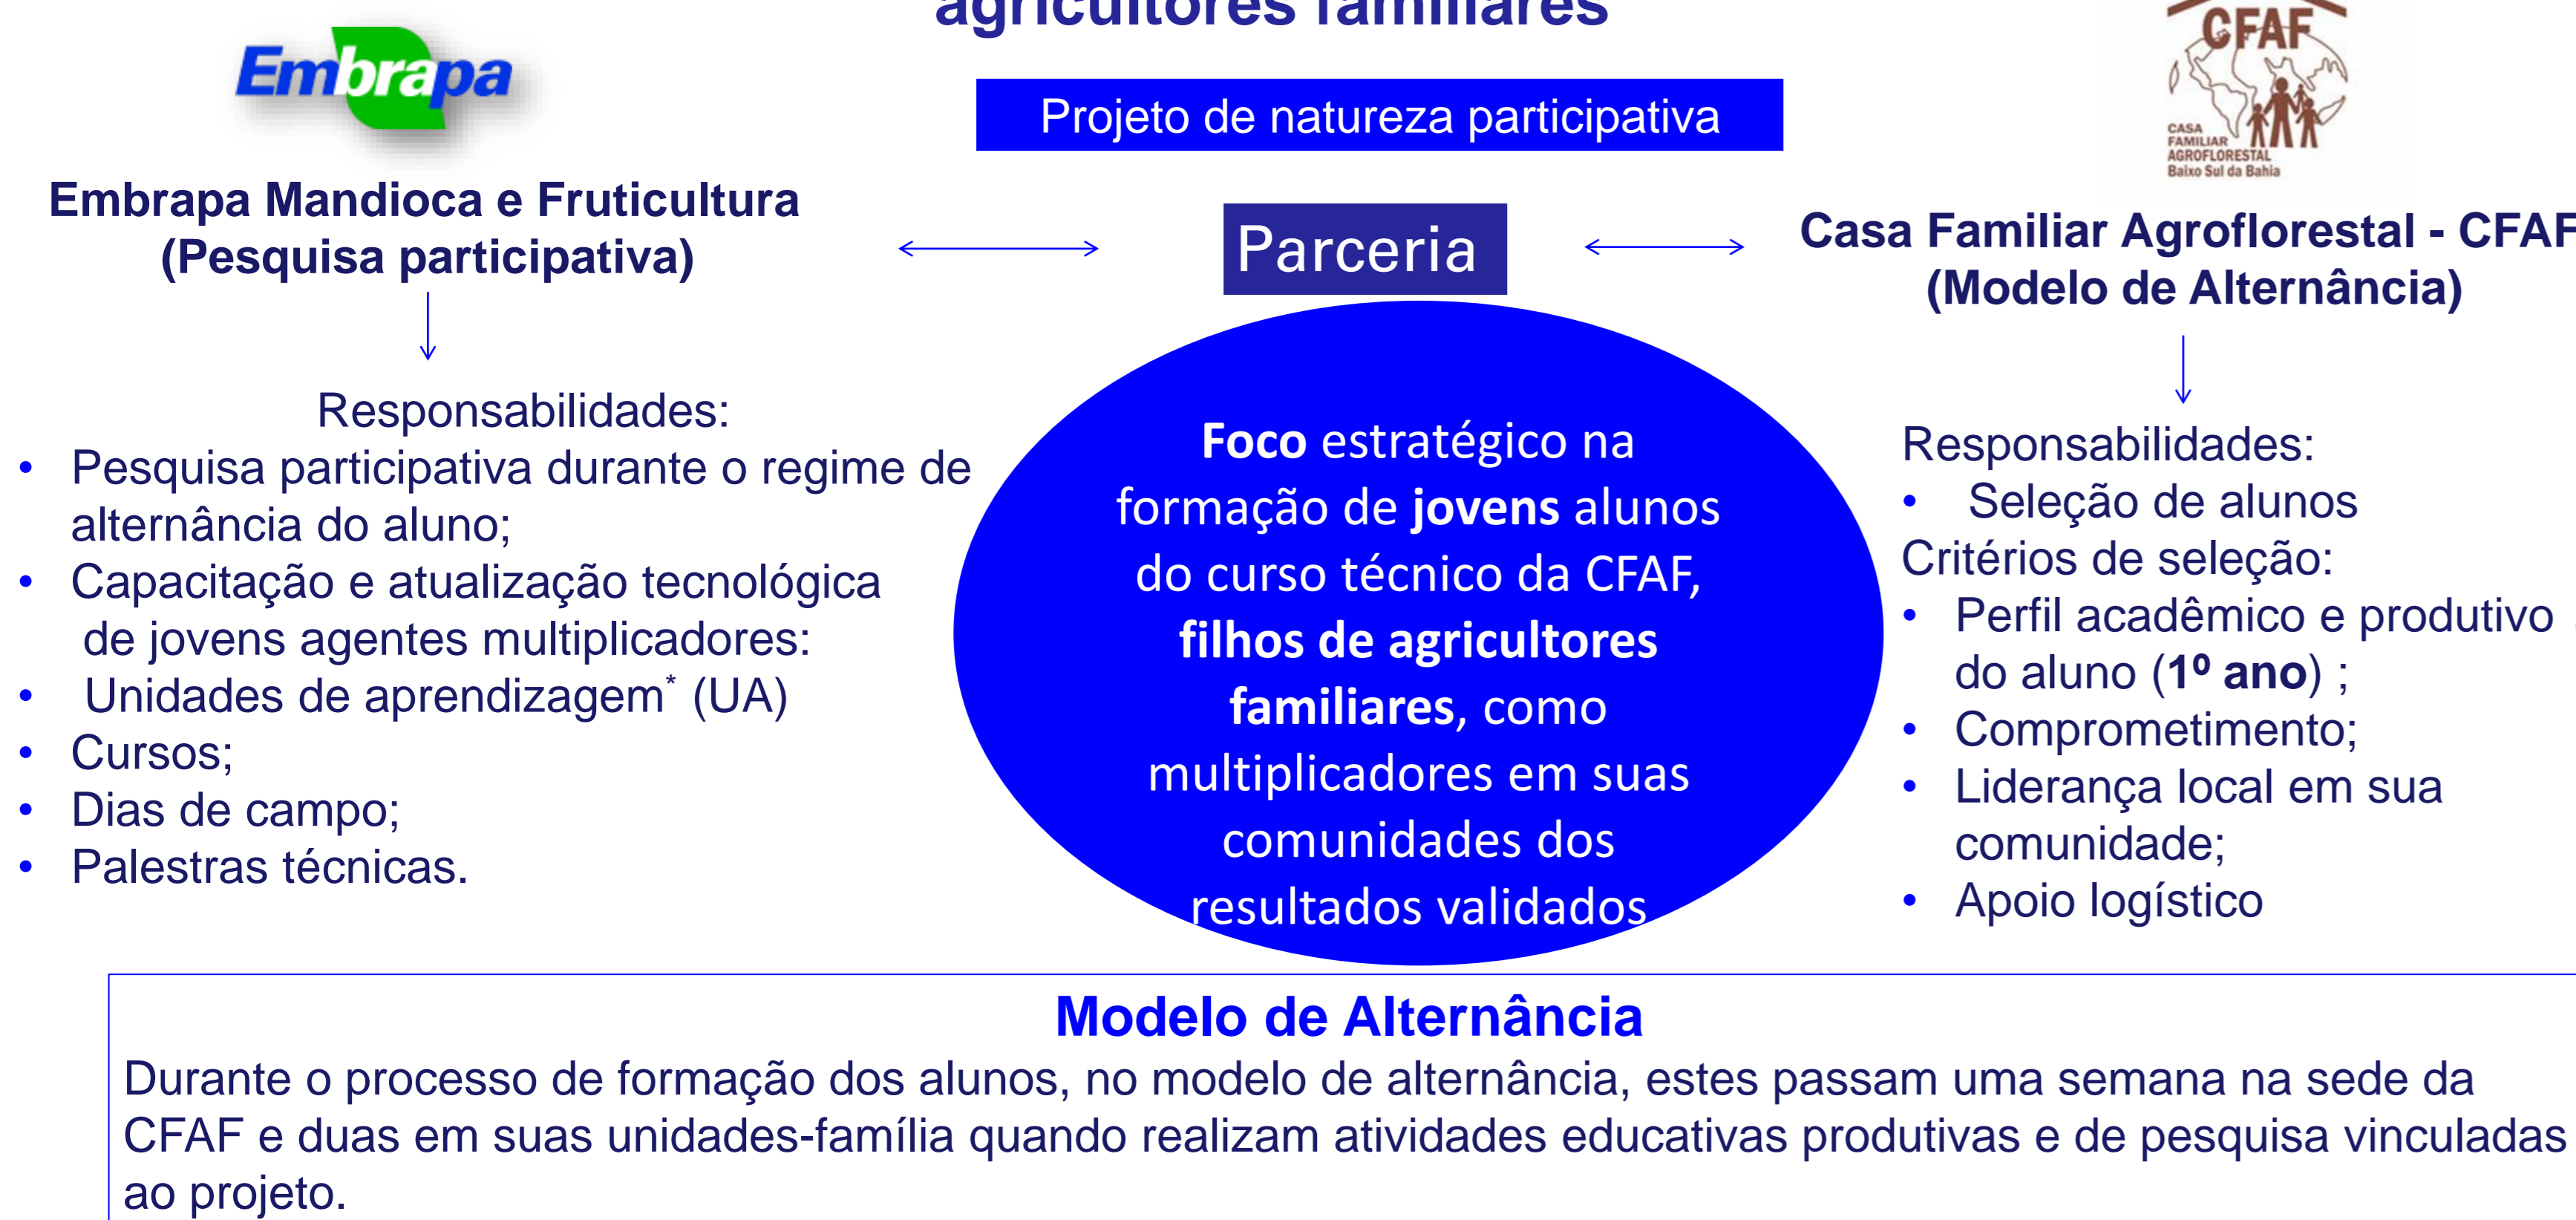 agricultores familiares
Embrapa
CFAF
CASA
FAMILIAR
AGROFLORESTAL
Baixo Sul da Bahia
Projeto de natureza participativa
Embrapa Mandioca e Fruticultura
(Pesquisa participativa)
Parceria
Casa Familiar Agroflorestal - CFAF
(Modelo de Alternância)
Responsabilidades:
• Pesquisa participativa durante o regime de
alternância do aluno;
• Capacitação e atualização tecnológica
de jovens agentes multiplicadores:
• Unidades de aprendizagem* (UA)
• Cursos;
• Dias de campo;
• Palestras técnicas.
Foco estratégico na
formação de jovens alunos
do curso técnico da CFAF,
filhos de agricultores
familiares, como
multiplicadores em suas
comunidades dos
resultados validados
Responsabilidades:
• Seleção de alunos
Critérios de seleção:
• Perfil acadêmico e produtivo
do aluno (1º ano) ;
• Comprometimento;
• Liderança local em sua
comunidade;
• Apoio logístico
Modelo de Alternância
Durante o processo de formação dos alunos, no modelo de alternância, estes passam uma semana na sede da
CFAF e duas em suas unidades-família quando realizam atividades educativas produtivas e de pesquisa vinculadas
ao projeto.